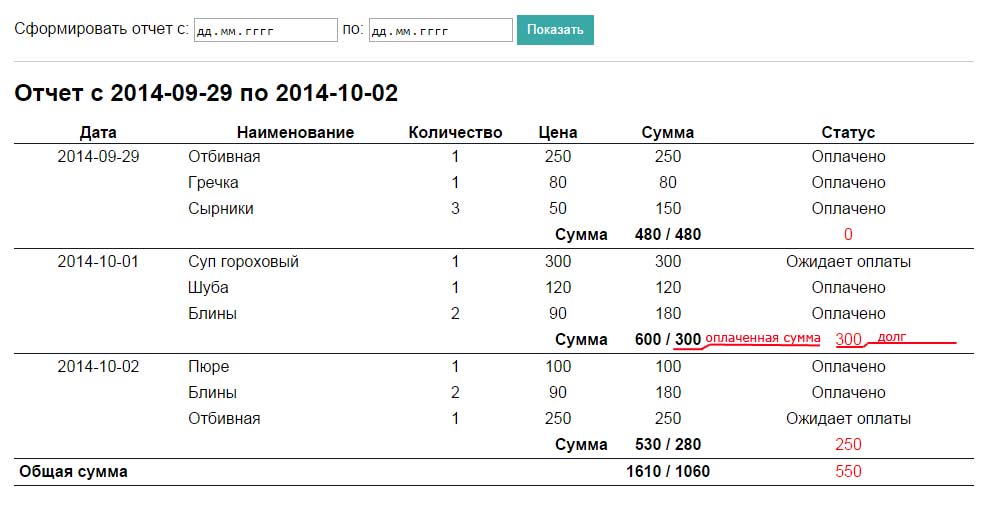 Сформировать отчет с: дд.мм.гггг по: дд.мм.гггг Показать
Отчет с 2014-09-29 по 2014-10-02
Дата Наименование Количество Цена Сумма Статус
2014-09-29 Отбивная 1 250 250 Оплачено
Гречка 1 80 80 Оплачено
Сырники 3 50 150 Оплачено
Сумма 480 / 480 0
2014-10-01 Суп гороховый 1 300 300 Ожидает оплаты
Шуба 1 120 120 Оплачено
Блины 2 90 180 Оплачено
Сумма 600 / 300 оплаченная сумма 300 долг
2014-10-02 Пюре 1 100 100 Оплачено
Блины 2 90 180 Оплачено
Отбивная 1 250 250 Ожидает оплаты
Сумма 530 / 280 250
Общая сумма 1610 / 1060 550